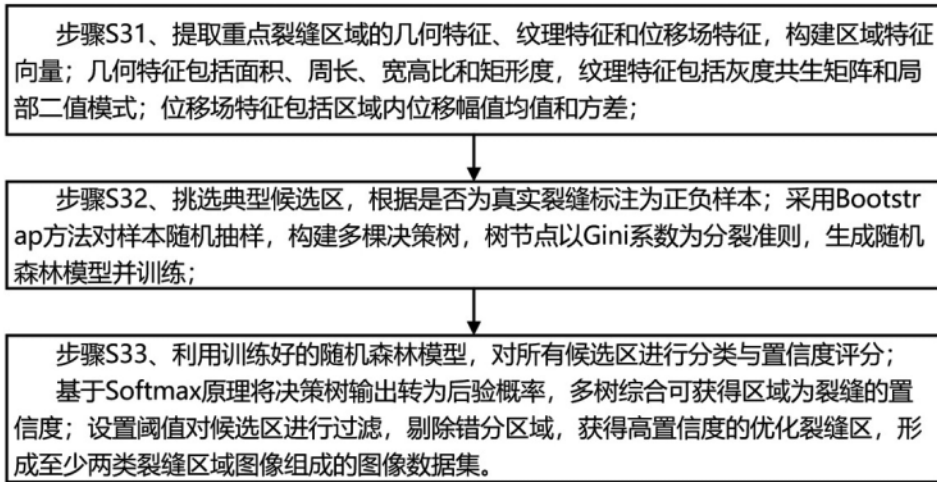 步骤S31、提取重点裂缝区域的几何特征、纹理特征和位移场特征，构建区域特征
向量；几何特征包括面积、周长、宽高比和矩形度，纹理特征包括灰度共生矩阵和局
部二值模式；位移场特征包括区域内位移幅值均值和方差；
步骤S32、挑选典型候选区，根据是否为真实裂缝标注为正负样本；采用Bootstr
ap方法对样本随机抽样，构建多棵决策树，树节点以Gini系数为分裂准则，生成随机
森林模型并训练；
步骤S33、利用训练好的随机森林模型，对所有候选区进行分类与置信度评分；
基于Softmax原理将决策树输出转为后验概率，多树综合可获得区域为裂缝的置
信度；设置阈值对候选区进行过滤，剔除错分区域，获得高置信度的优化裂缝区，形
成至少两类裂缝区域图像组成的图像数据集。